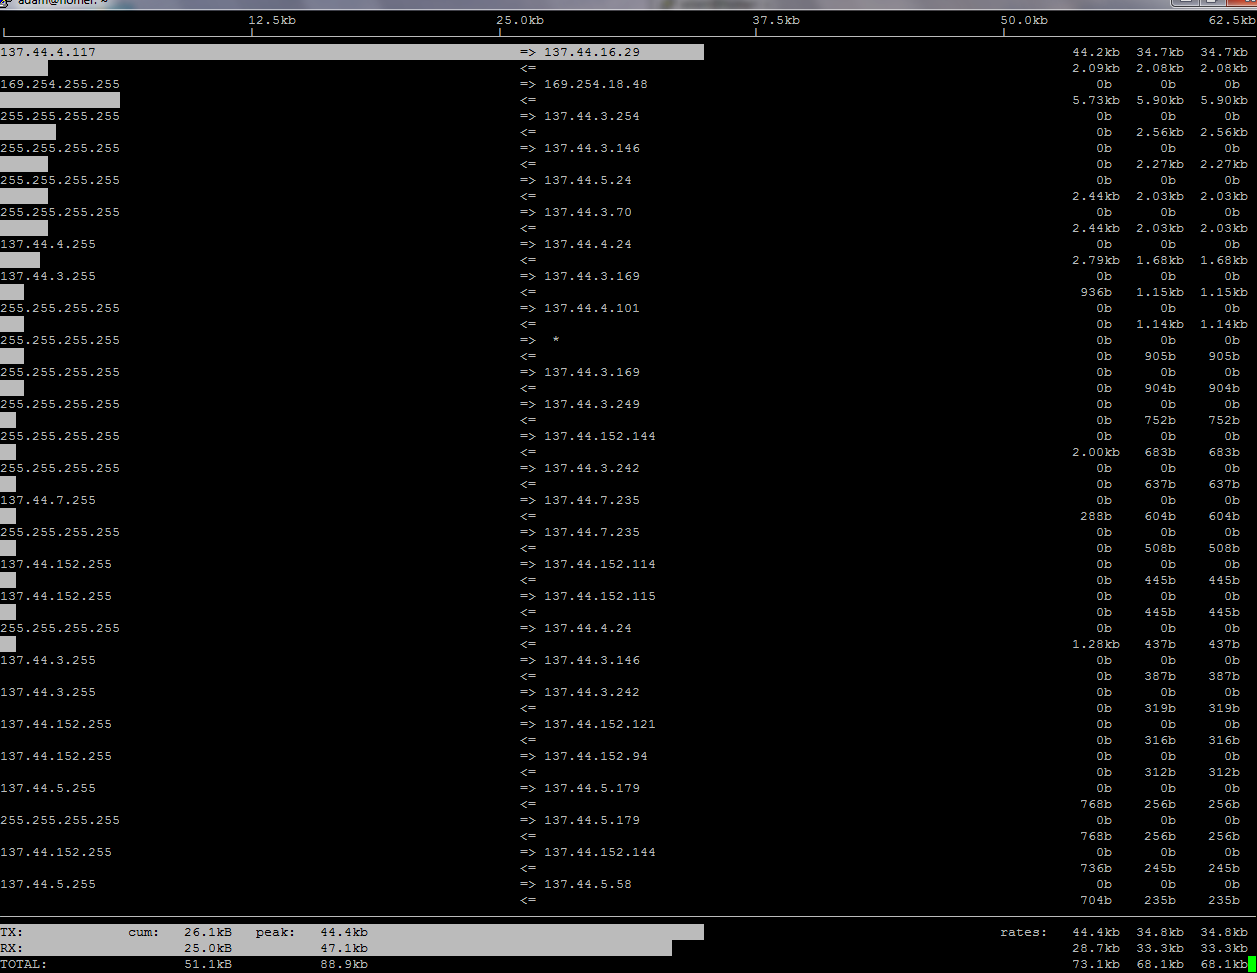 adam@homer: ~
12.5kb 25.0kb 37.5kb 50.0kb 62.5kb
137.44.4.117 => 137.44.16.29 44.2kb 34.7kb 34.7kb
<= 2.09kb 2.08kb 2.08kb
169.254.255.255 => 169.254.18.48 0b 0b 0b
<= 5.73kb 5.90kb 5.90kb
255.255.255.255 => 137.44.3.254 0b 0b 0b
<= 0b 2.56kb 2.56kb
255.255.255.255 => 137.44.3.146 0b 0b 0b
<= 0b 2.27kb 2.27kb
255.255.255.255 => 137.44.5.24 0b 0b 0b
<= 2.44kb 2.03kb 2.03kb
255.255.255.255 => 137.44.3.70 0b 0b 0b
<= 2.44kb 2.03kb 2.03kb
137.44.4.255 => 137.44.4.24 0b 0b 0b
<= 2.79kb 1.68kb 1.68kb
137.44.3.255 => 137.44.3.169 0b 0b 0b
<= 936b 1.15kb 1.15kb
255.255.255.255 => 137.44.4.101 0b 0b 0b
<= 0b 1.14kb 1.14kb
255.255.255.255 => * 0b 0b 0b
<= 0b 905b 905b
255.255.255.255 => 137.44.3.169 0b 0b 0b
<= 0b 904b 904b
255.255.255.255 => 137.44.3.249 0b 0b 0b
<= 0b 752b 752b
255.255.255.255 => 137.44.152.144 0b 0b 0b
<= 2.00kb 683b 683b
255.255.255.255 => 137.44.3.242 0b 0b 0b
<= 0b 637b 637b
137.44.7.255 => 137.44.7.235 0b 0b 0b
<= 288b 604b 604b
255.255.255.255 => 137.44.7.235 0b 0b 0b
<= 0b 508b 508b
137.44.152.255 => 137.44.152.114 0b 0b 0b
<= 0b 445b 445b
137.44.152.255 => 137.44.152.115 0b 0b 0b
<= 0b 445b 445b
255.255.255.255 => 137.44.4.24 0b 0b 0b
<= 1.28kb 437b 437b
137.44.3.255 => 137.44.3.146 0b 0b 0b
<= 0b 387b 387b
137.44.3.255 => 137.44.3.242 0b 0b 0b
<= 0b 319b 319b
137.44.152.255 => 137.44.152.121 0b 0b 0b
<= 0b 316b 316b
137.44.152.255 => 137.44.152.94 0b 0b 0b
<= 0b 312b 312b
137.44.5.255 => 137.44.5.179 0b 0b 0b
<= 768b 256b 256b
255.255.255.255 => 137.44.5.179 0b 0b 0b
<= 768b 256b 256b
137.44.152.255 => 137.44.152.144 0b 0b 0b
<= 736b 245b 245b
137.44.5.255 => 137.44.5.58 0b 0b 0b
<= 704b 235b 235b
TX: cum: 26.1kB peak: 44.4kb rates: 44.4kb 34.8kb 34.8kb
RX: 25.0kB 47.1kb 28.7kb 33.3kb 33.3kb
TOTAL: 51.1kB 88.9kb 73.1kb 68.1kb 68.1kb